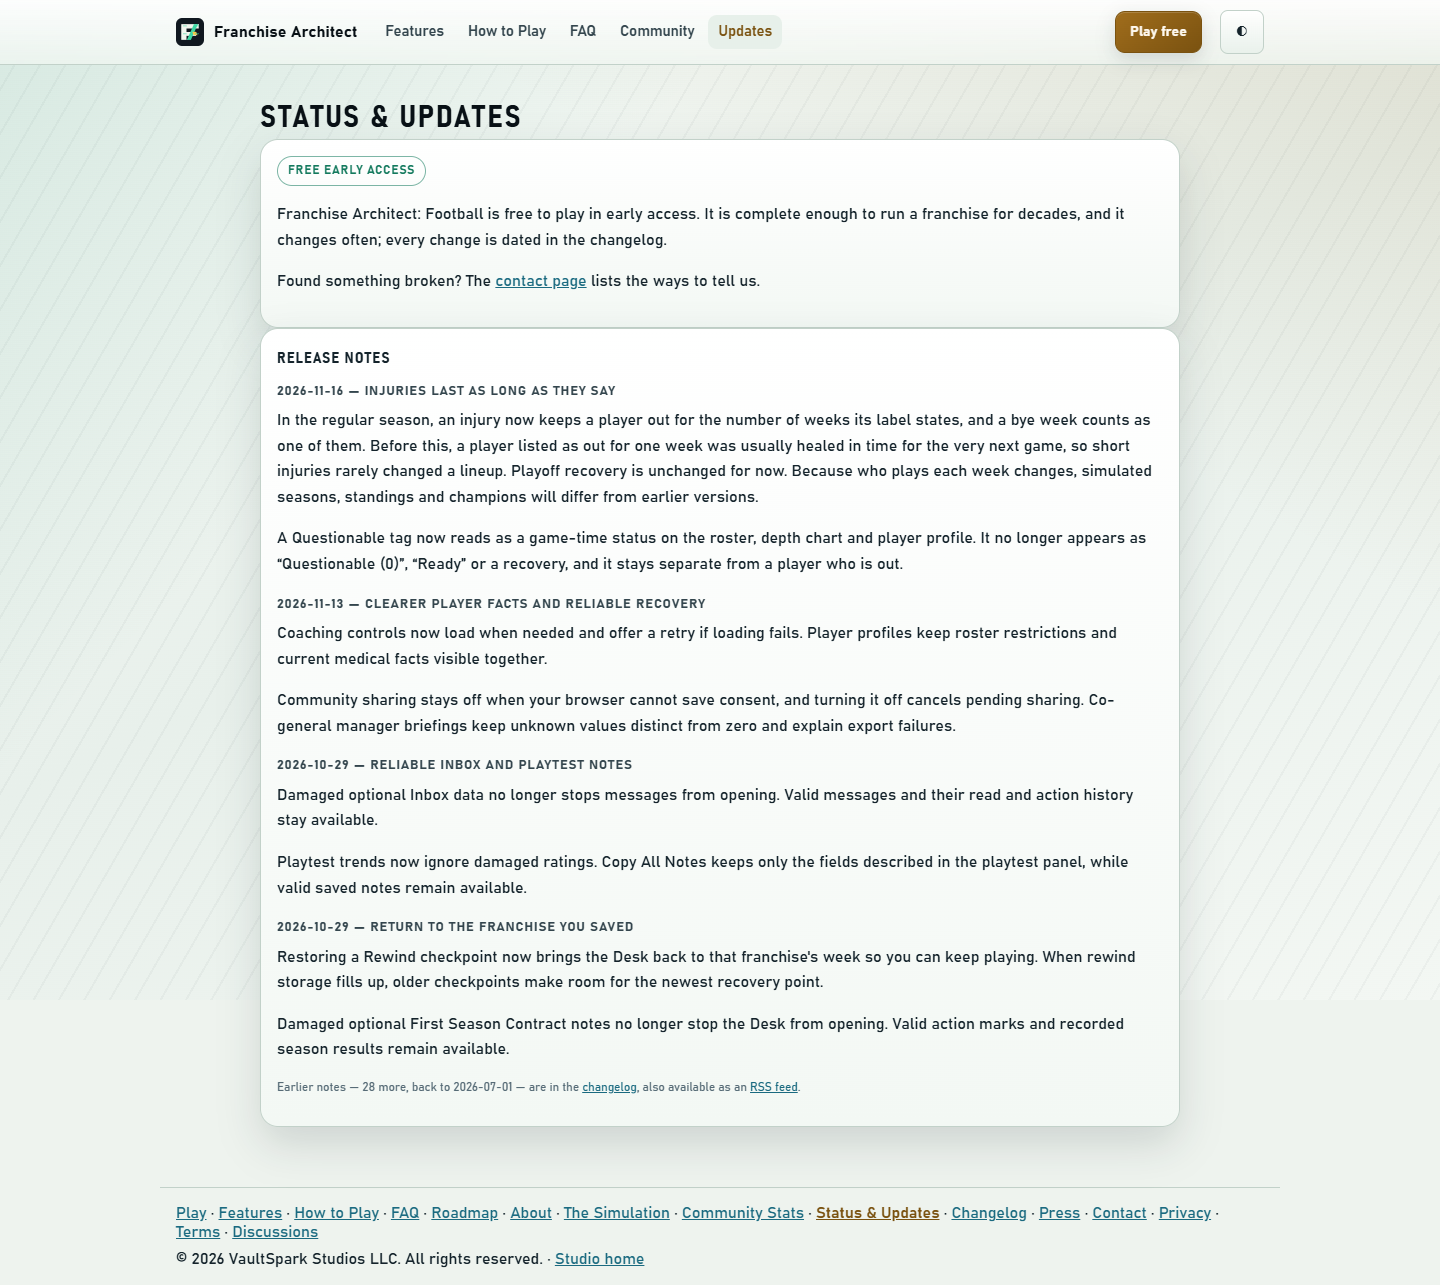 Franchise Architect
Features
How to Play
FAQ
Community
Updates
Play free
STATUS & UPDATES
FREE EARLY ACCESS
Franchise Architect: Football is free to play in early access. It is complete enough to run a franchise for decades, and it
changes often; every change is dated in the changelog.
Found something broken? The contact page lists the ways to tell us.
RELEASE NOTES
2026-11-16 — INJURIES LAST AS LONG AS THEY SAY
In the regular season, an injury now keeps a player out for the number of weeks its label states, and a bye week counts as
one of them. Before this, a player listed as out for one week was usually healed in time for the very next game, so short
injuries rarely changed a lineup. Playoff recovery is unchanged for now. Because who plays each week changes, simulated
seasons, standings and champions will differ from earlier versions.
A Questionable tag now reads as a game-time status on the roster, depth chart and player profile. It no longer appears as
“Questionable (0)”, “Ready” or a recovery, and it stays separate from a player who is out.
2026-11-13 — CLEARER PLAYER FACTS AND RELIABLE RECOVERY
Coaching controls now load when needed and offer a retry if loading fails. Player profiles keep roster restrictions and
current medical facts visible together.
Community sharing stays off when your browser cannot save consent, and turning it off cancels pending sharing. Co-
general manager briefings keep unknown values distinct from zero and explain export failures.
2026-10-29 — RELIABLE INBOX AND PLAYTEST NOTES
Damaged optional Inbox data no longer stops messages from opening. Valid messages and their read and action history
stay available.
Playtest trends now ignore damaged ratings. Copy All Notes keeps only the fields described in the playtest panel, while
valid saved notes remain available.
2026-10-29 — RETURN TO THE FRANCHISE YOU SAVED
Restoring a Rewind checkpoint now brings the Desk back to that franchise's week so you can keep playing. When rewind
storage fills up, older checkpoints make room for the newest recovery point.
Damaged optional First Season Contract notes no longer stop the Desk from opening. Valid action marks and recorded
season results remain available.
Earlier notes — 28 more, back to 2026-07-01 — are in the changelog, also available as an RSS feed.
Play · Features · How to Play · FAQ · Roadmap · About · The Simulation · Community Stats · Status & Updates · Changelog · Press · Contact · Privacy ·
Terms · Discussions
© 2026 VaultSpark Studios LLC. All rights reserved. · Studio home